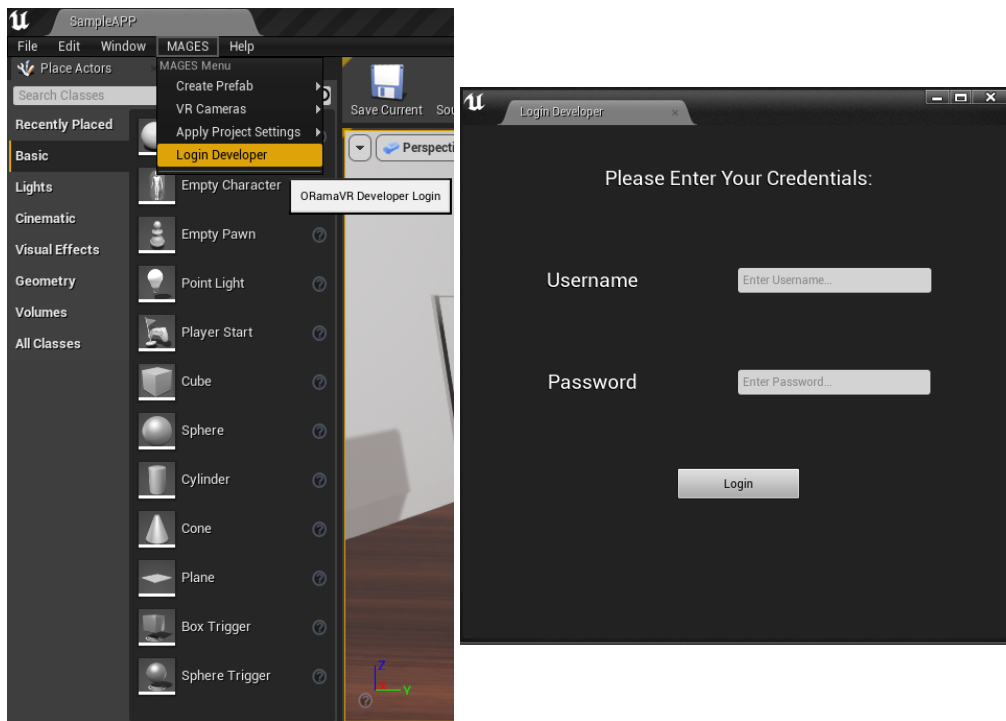 SampleAPP
File Edit Window MAGES Help
Place Actors
Search Classes
Recently Placed
Basic
Lights
Cinematic
Visual Effects
Geometry
Volumes
All Classes
MAGES Menu
Create Prefab
VR Cameras
Apply Project Settings
Login Developer
ORamaVR Developer Login
Empty Character
Empty Pawn
Point Light
Player Start
Cube
Sphere
Cylinder
Cone
Plane
Box Trigger
Sphere Trigger
Save Current Sou
Perspecti
Z
Y
Login Developer
Please Enter Your Credentials:
Username Enter Username...
Password Enter Password...
Login